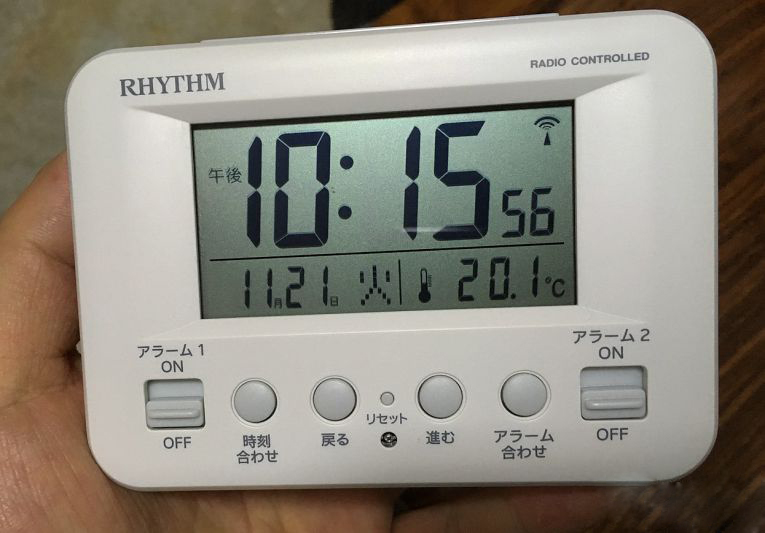 RHYTHM
RADIO CONTROLLED
午後 10:15 56
11月21日 火 20.1℃
アラーム 1
ON
OFF
時刻
合わせ
戻る
リセット
進む
アラーム
合わせ
アラーム 2
ON
OFF